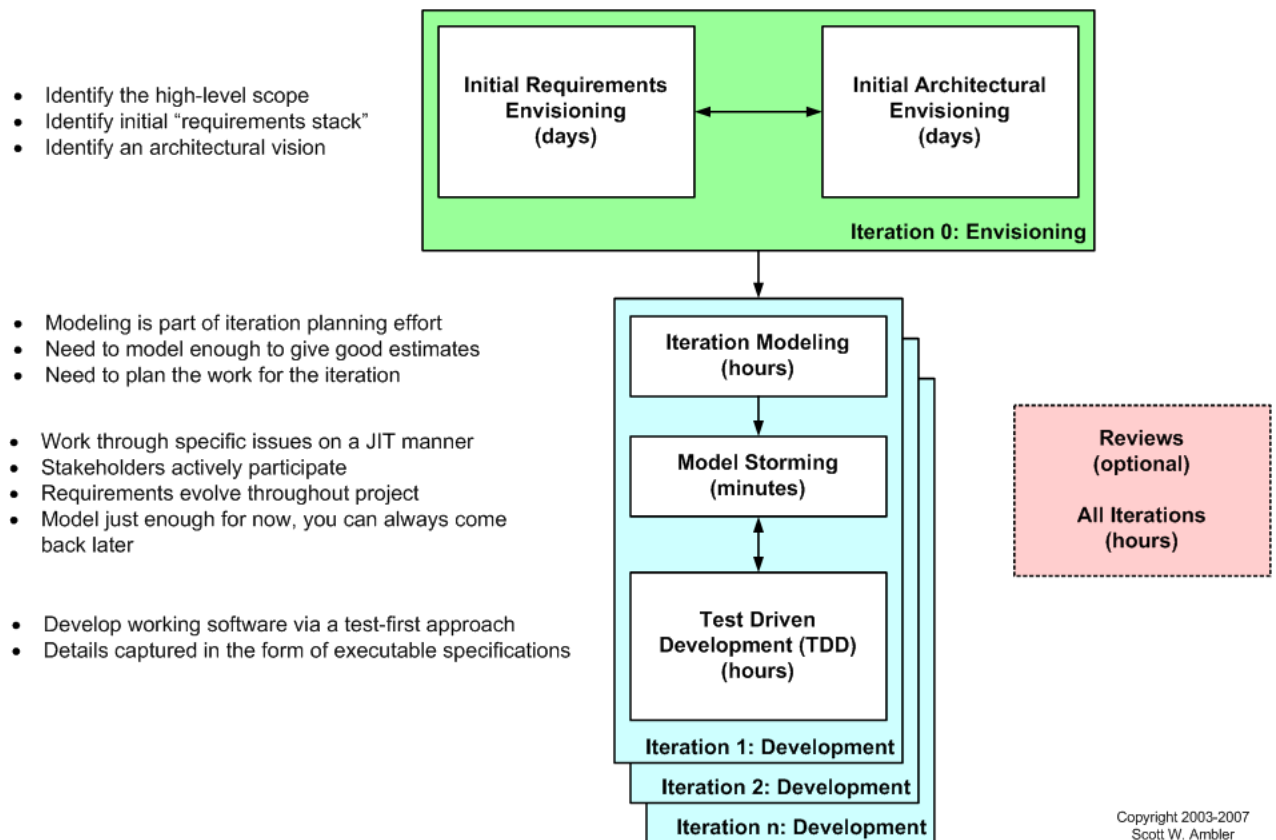 Initial Requirements
Envisioning
(days)
Initial Architectural
Envisioning
(days)
Iteration 0: Envisioning
• Identify the high-level scope
• Identify initial “requirements stack”
• Identify an architectural vision
• Modeling is part of iteration planning effort
• Need to model enough to give good estimates
• Need to plan the work for the iteration
Iteration Modeling
(hours)
• Work through specific issues on a JIT manner
• Stakeholders actively participate
• Requirements evolve throughout project
• Model just enough for now, you can always come
back later
Model Storming
(minutes)
• Develop working software via a test-first approach
• Details captured in the form of executable specifications
Test Driven
Development (TDD)
(hours)
Iteration 1: Development
Iteration 2: Development
Iteration n: Development
Reviews
(optional)
All Iterations
(hours)
Copyright 2003-2007
Scott W. Ambler